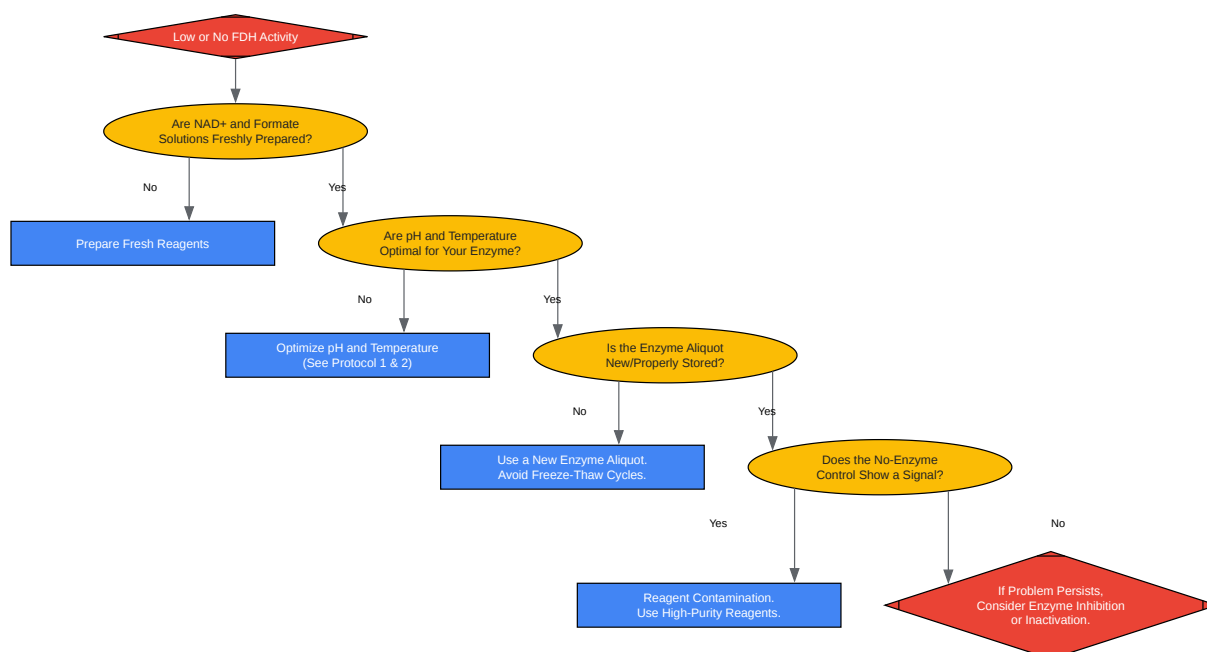 Low or No FDH Activity
Are NAD+ and Formate
Solutions Freshly Prepared?
No
Yes
Prepare Fresh Reagents
Are pH and Temperature
Optimal for Your Enzyme?
No
Yes
Optimize pH and Temperature
(See Protocol 1 & 2)
Is the Enzyme Aliquot
New/Properly Stored?
No
Yes
Use a New Enzyme Aliquot.
Avoid Freeze-Thaw Cycles.
Does the No-Enzyme
Control Show a Signal?
Yes
No
Reagent Contamination.
Use High-Purity Reagents.
If Problem Persists,
Consider Enzyme Inhibition
or Inactivation.